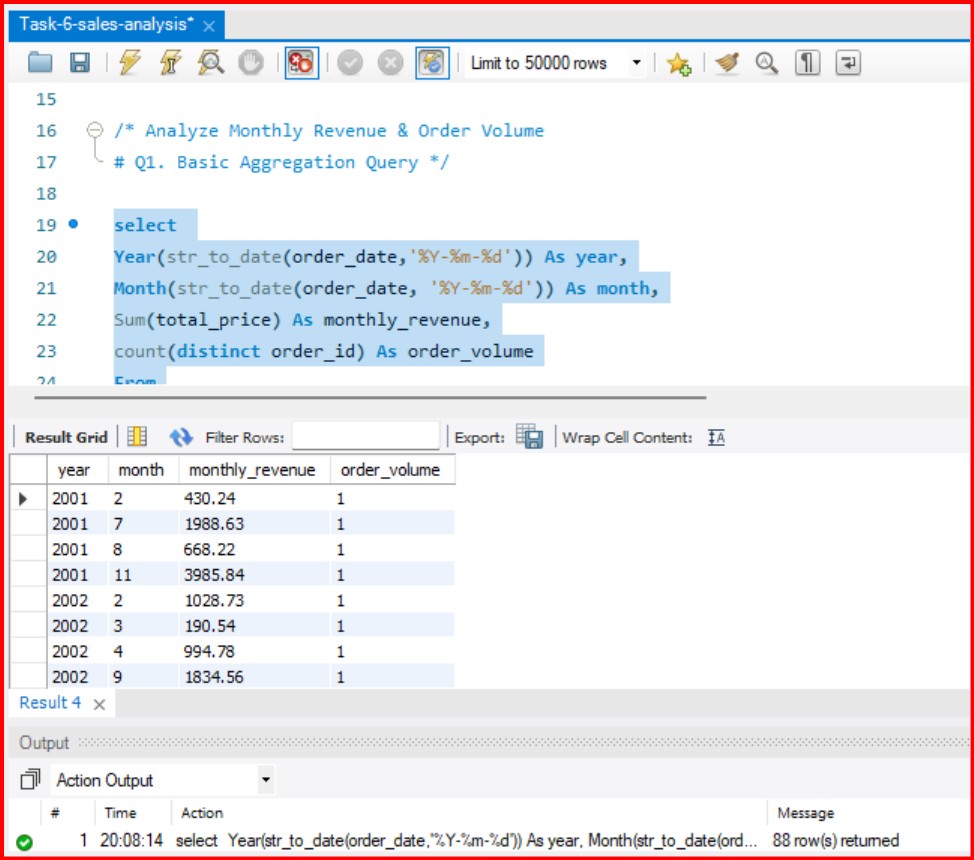 Task-6-sales-analysis*
Limit to 50000 rows
15
16 /* Analyze Monthly Revenue & Order Volume
17 # Q1. Basic Aggregation Query */
18
19 select
20 Year(str_to_date(order_date,'%Y-%m-%d')) As year,
21 Month(str_to_date(order_date, '%Y-%m-%d')) As month,
22 Sum(total_price) As monthly_revenue,
23 count(distinct order_id) As order_volume
24 From
Result Grid Filter Rows: Export: Wrap Cell Content: IA
year month monthly_revenue order_volume
2001 2 430.24 1
2001 7 1988.63 1
2001 8 668.22 1
2001 11 3985.84 1
2002 2 1028.73 1
2002 3 190.54 1
2002 4 994.78 1
2002 9 1834.56 1
Result 4
Output
Action Output
# Time Action Message
1 20:08:14 select Year(str_to_date(order_date,'%Y-%m-%d')) As year, Month(str_to_date(ord... 88 row(s) returned